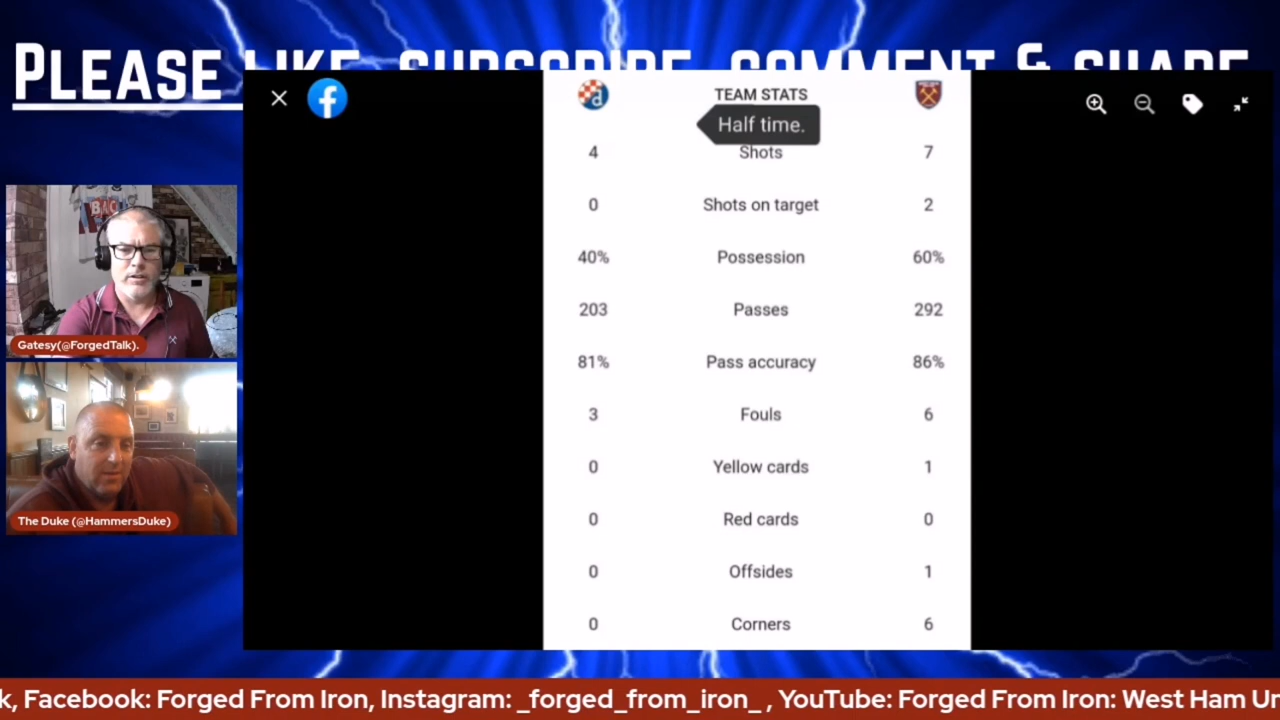 PLEASE LIKE, SUBSCRIBE, COMMENT & SHARE
TEAM STATS
Half time.
4 Shots 7
0 Shots on target 2
40% Possession 60%
203 Passes 292
81% Pass accuracy 86%
3 Fouls 6
0 Yellow cards 1
0 Red cards 0
0 Offsides 1
0 Corners 6
Gatesy(@ForgedTalk).
The Duke (@HammersDuke)
k, Facebook: Forged From Iron, Instagram: _forged_from_iron_ , YouTube: Forged From Iron: West Ham Un